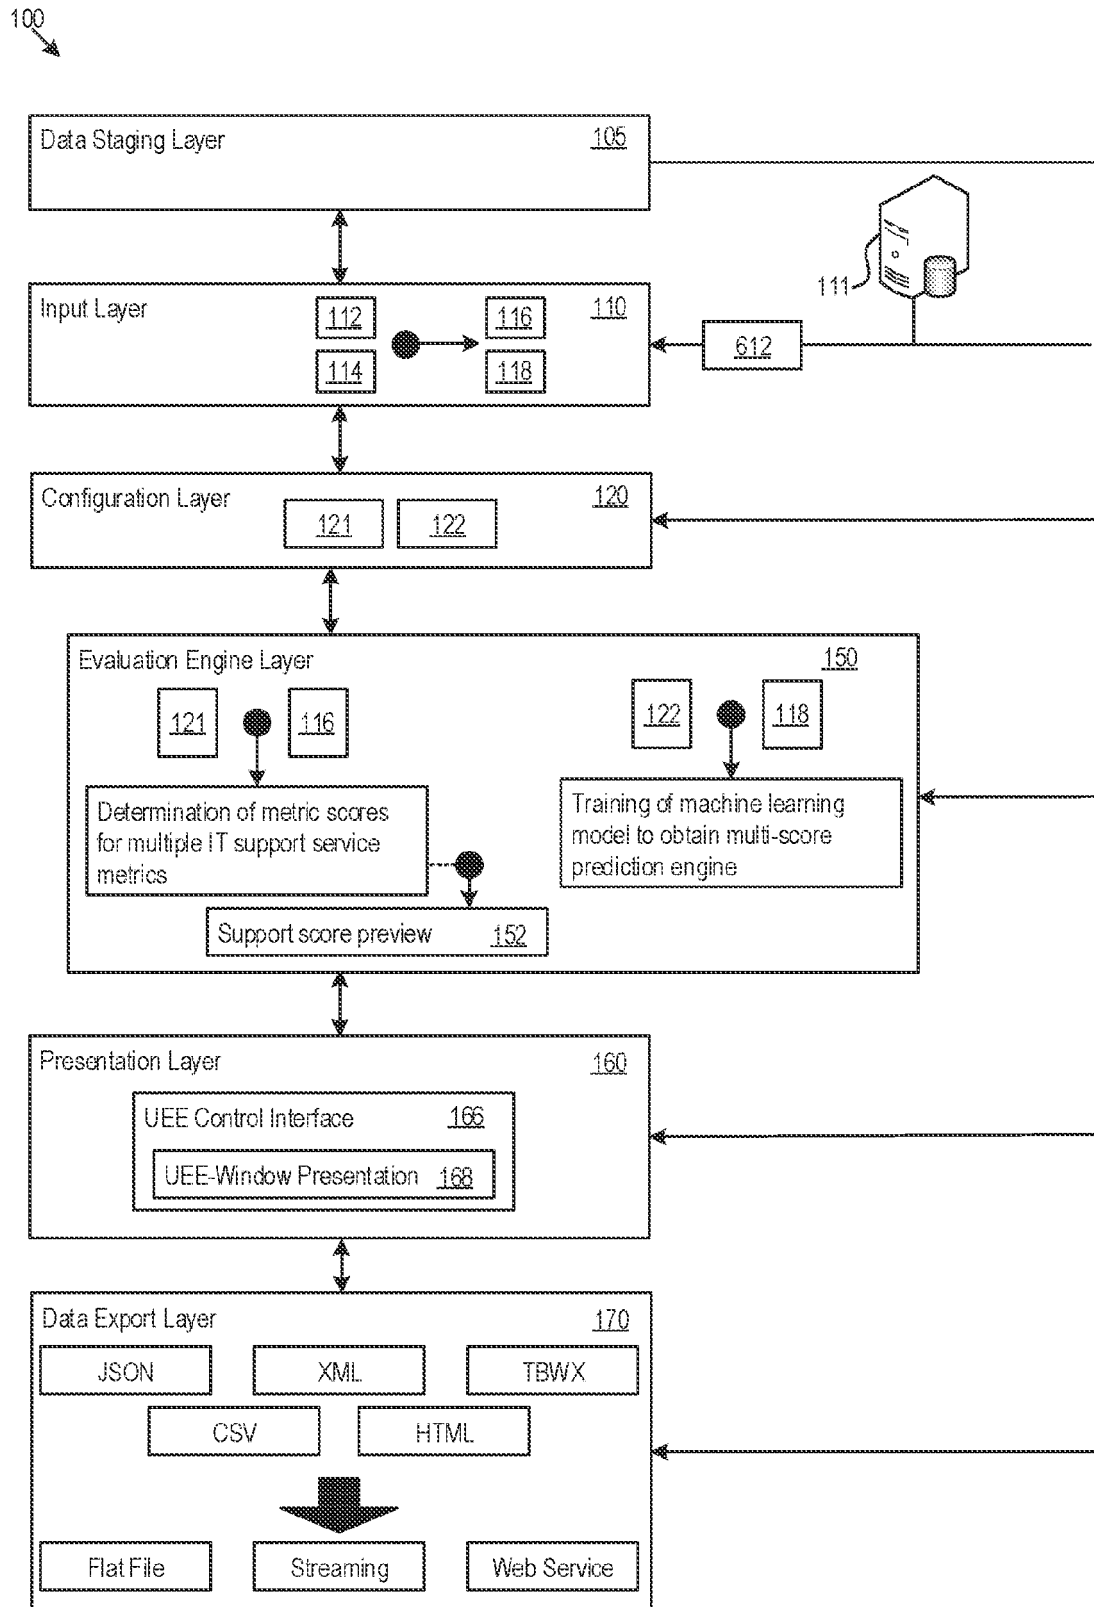 100
Data Staging Layer 105
111
Input Layer 112 116 110
114 118
612
Configuration Layer 120
121 122
Evaluation Engine Layer 150
121 116 122 118
Determination of metric scores
for multiple IT support service
metrics
Training of machine learning
model to obtain multi-score
prediction engine
Support score preview 152
Presentation Layer 160
UEE Control Interface 166
UEE-Window Presentation 168
Data Export Layer 170
JSON XML TBWX
CSV HTML
Flat File Streaming Web Service